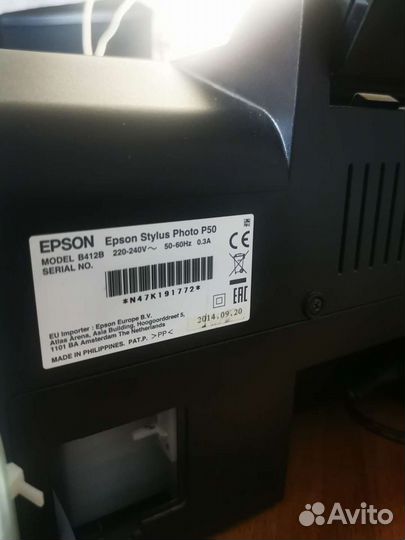 EPSON Epson Stylus Photo P50
MODEL B412B 220-240V~ 50-60Hz 0.3A
SERIAL NO.
*N47K191772*
CE
EAC
2014.09.20
EU Importer : Epson Europe B.V.
Atlas Arena, Asia Building, Hoogoorddreef 5,
1101 BA Amsterdam The Netherlands
MADE IN PHILIPPINES. PAT.P. >PP<
Avito